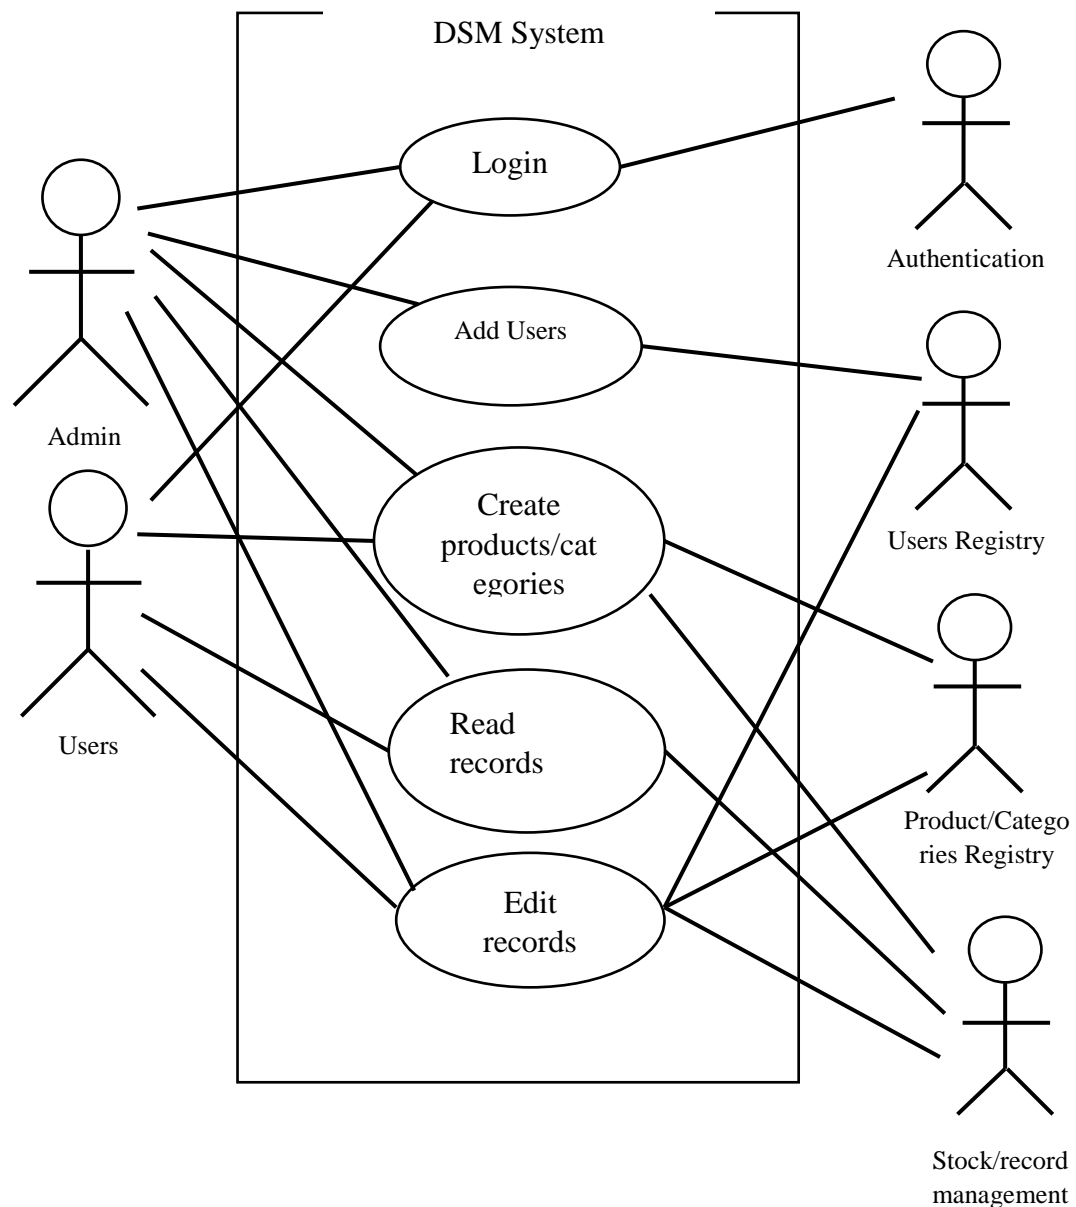 DSM System
Login
Authentication
Add Users
Admin
Create
products/cat
egories
Users Registry
Read
records
Users
Product/Catego
ries Registry
Edit
records
Stock/record
management